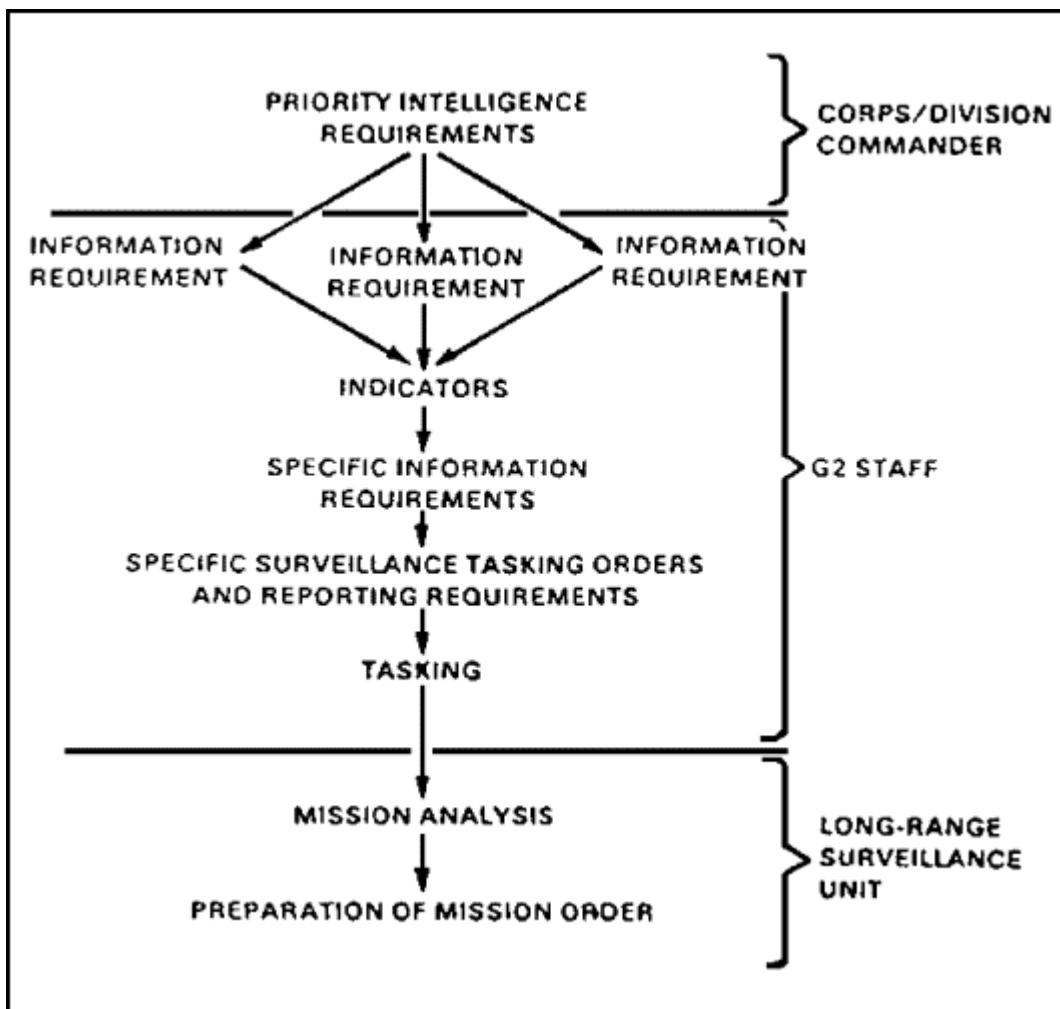 PRIORITY INTELLIGENCE
REQUIREMENTS
CORPS/DIVISION
COMMANDER
INFORMATION
REQUIREMENT
INFORMATION
REQUIREMENT
INFORMATION
REQUIREMENT
INDICATORS
SPECIFIC INFORMATION
REQUIREMENTS
G2 STAFF
SPECIFIC SURVEILLANCE TASKING ORDERS
AND REPORTING REQUIREMENTS
TASKING
MISSION ANALYSIS
PREPARATION OF MISSION ORDER
LONG-RANGE
SURVEILLANCE
UNIT